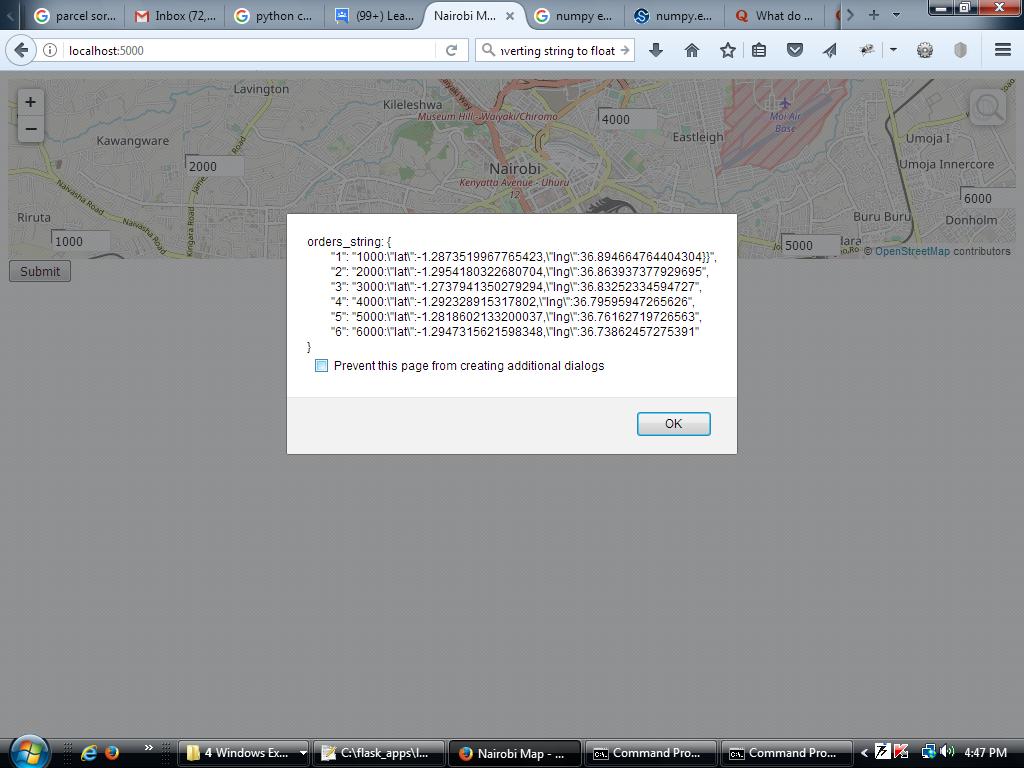 parcel sor...
Inbox (72,...
python c...
(99+) Lea...
Nairobi M...
numpy e...
numpy.e...
What do ...
localhost:5000
verting string to float
+
−
Lavington
Kileleshwa
Museum Hill -Waiyaki/Chiromo
4000
Moi Air
Base
Eastleigh
Kawangware
Umoja I
Nairobi
2000
Umoja Innercore
Kenyatta Avenue - Uhuru
12
Naivasha Road
6000
Riruta
Naivasha Road
Kingara Road
Buru Buru
Donholm
1000
5000
© OpenStreetMap contributors
Submit
orders_string: {
"1": "1000:\"lat\":-1.2873519967765423,\"lng\":36.894664764404304}}",
"2": "2000:\"lat\":-1.2954180322680704,\"lng\":36.863937377929695",
"3": "3000:\"lat\":-1.2737941350279294,\"lng\":36.83252334594727",
"4": "4000:\"lat\":-1.292328915317802,\"lng\":36.79595947265626",
"5": "5000:\"lat\":-1.2818602133200037,\"lng\":36.76162719726563",
"6": "6000:\"lat\":-1.2947315621598348,\"lng\":36.73862457275391"
}
Prevent this page from creating additional dialogs
OK
4 Windows Ex...
C:\flask_apps\l...
Nairobi Map - ...
Command Pro...
Command Pro...
4:47 PM